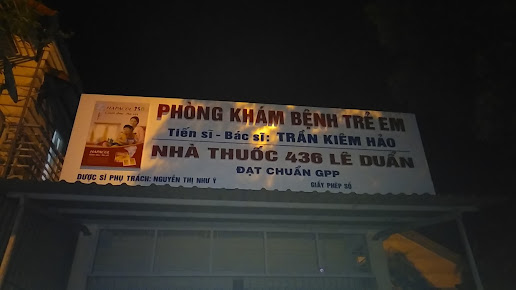 HAPACOL
PHÒNG KHÁM BỆNH TRẺ EM
Tiến sĩ - Bác sĩ: TRẦN KIÊM HẢO
NHÀ THUỐC 436 LÊ DUẨN
ĐẠT CHUẨN GPP
DƯỢC SĨ PHỤ TRÁCH: NGUYỄN THỊ NHƯ Ý
GIẤY PHÉP SỐ